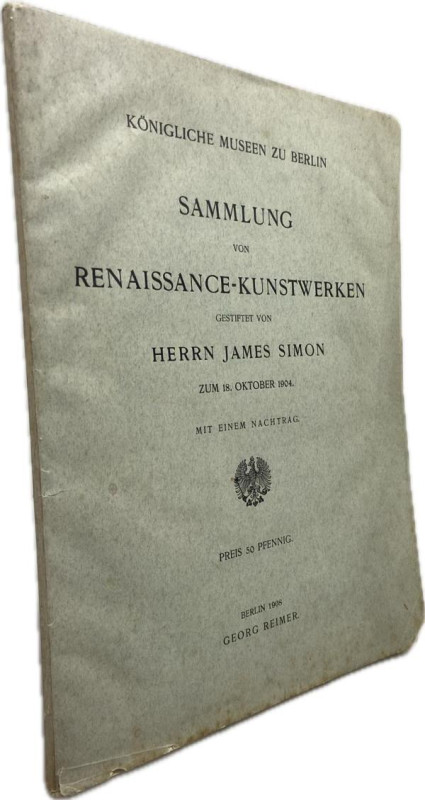 KÖNIGLICHE MUSEEN ZU BERLIN
SAMMLUNG
VON
RENAISSANCE-KUNSTWERKEN
GESTIFTET VON
HERRN JAMES SIMON
ZUM 18. OKTOBER 1904.
MIT EINEM NACHTRAG.
PREIS 50 PFENNIG.
BERLIN 1908
GEORG REIMER.